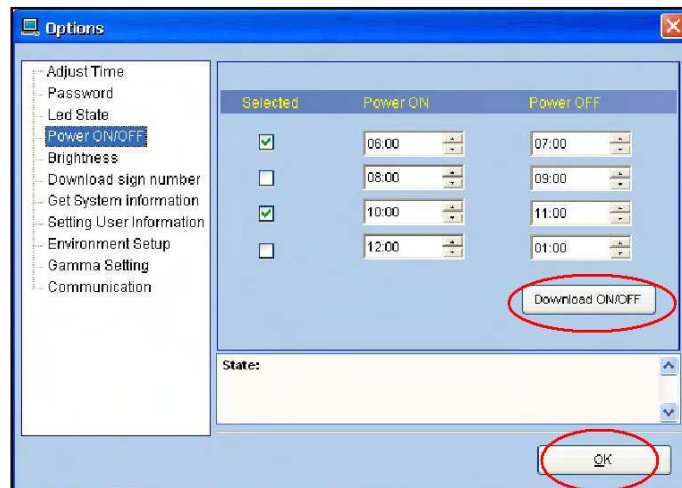 Options
Adjust Time
Password
Led State
Power ON/OFF
Brightness
Download sign number
Get System information
Setting User Information
Environment Setup
Gamma Setting
Communication
Selected Power ON Power OFF
06:00 07:00
08:00 09:00
10:00 11:00
12:00 01:00
Download ON/OFF
State:
OK